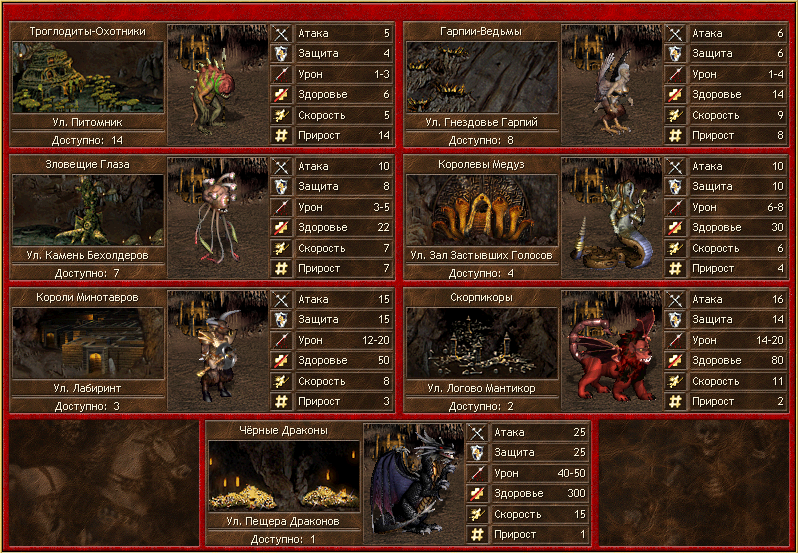 Троглодиты-Охотники
Ул. Питомник
Доступно: 14
Атака 5
Защита 4
Урон 1-3
Здоровье 6
Скорость 5
Прирост 14
Гарпии-Ведьмы
Ул. Гнездовье Гарпий
Доступно: 8
Атака 6
Защита 6
Урон 1-4
Здоровье 14
Скорость 9
Прирост 8
Зловещие Глаза
Ул. Камень Бехолдеров
Доступно: 7
Атака 10
Защита 8
Урон 3-5
Здоровье 22
Скорость 7
Прирост 7
Королевы Медуз
Ул. Зал Застывших Голосов
Доступно: 4
Атака 10
Защита 10
Урон 6-8
Здоровье 30
Скорость 6
Прирост 4
Короли Минотавров
Ул. Лабиринт
Доступно: 3
Атака 15
Защита 15
Урон 12-20
Здоровье 50
Скорость 8
Прирост 3
Скорпикоры
Ул. Логово Мантикор
Доступно: 2
Атака 16
Защита 14
Урон 14-20
Здоровье 80
Скорость 11
Прирост 2
Чёрные Драконы
Ул. Пещера Драконов
Доступно: 1
Атака 25
Защита 25
Урон 40-50
Здоровье 300
Скорость 15
Прирост 1